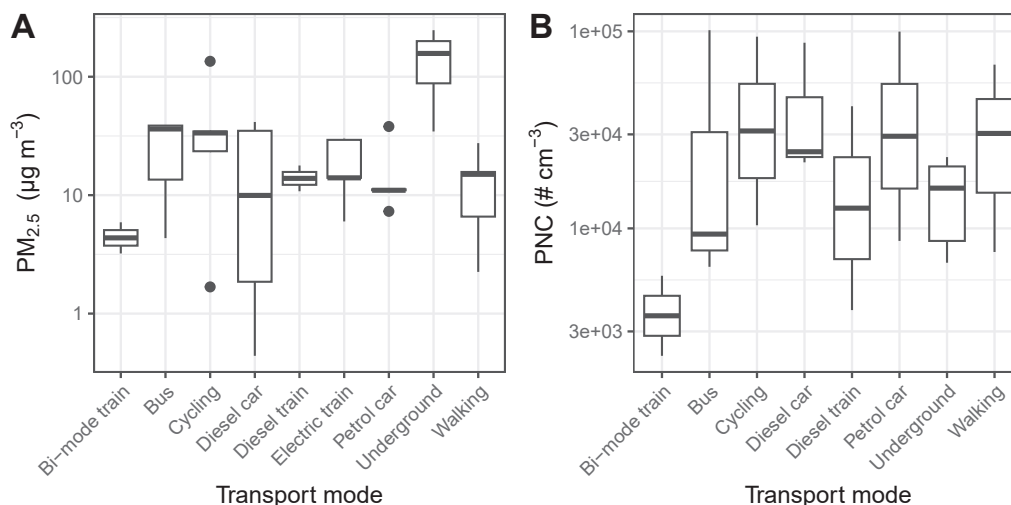 A
PM2.5 (µg m−3)
100
10
1
Bi−mode train
Bus
Cycling
Diesel car
Diesel train
Electric train
Petrol car
Underground
Walking
Transport mode
B
PNC (# cm−3)
1e+05
3e+04
1e+04
3e+03
Bi−mode train
Bus
Cycling
Diesel car
Diesel train
Petrol car
Underground
Walking
Transport mode